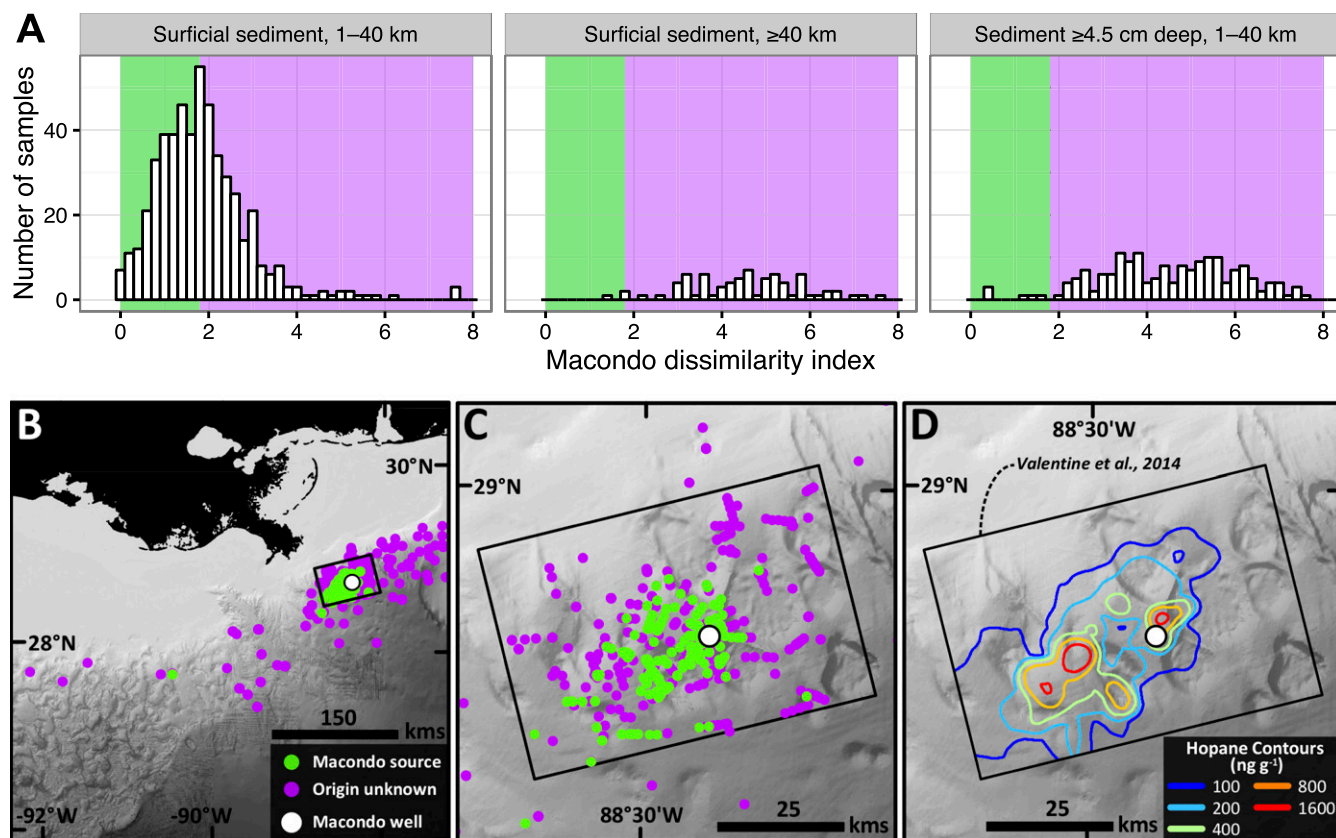 A
Surficial sediment, 1–40 km
Surficial sediment, ≥40 km
Sediment ≥4.5 cm deep, 1–40 km
Number of samples
40
20
0
0 2 4 6 8
0 2 4 6 8
0 2 4 6 8
Macondo dissimilarity index
B
30°N
28°N
150
kms
Macondo source
Origin unknown
Macondo well
-92°W
-90°W
C
29°N
88°30'W
25
kms
D
88°30'W
Valentine et al., 2014
29°N
Hopane Contours
(ng g⁻¹)
100 800
200 1600
400
25
kms